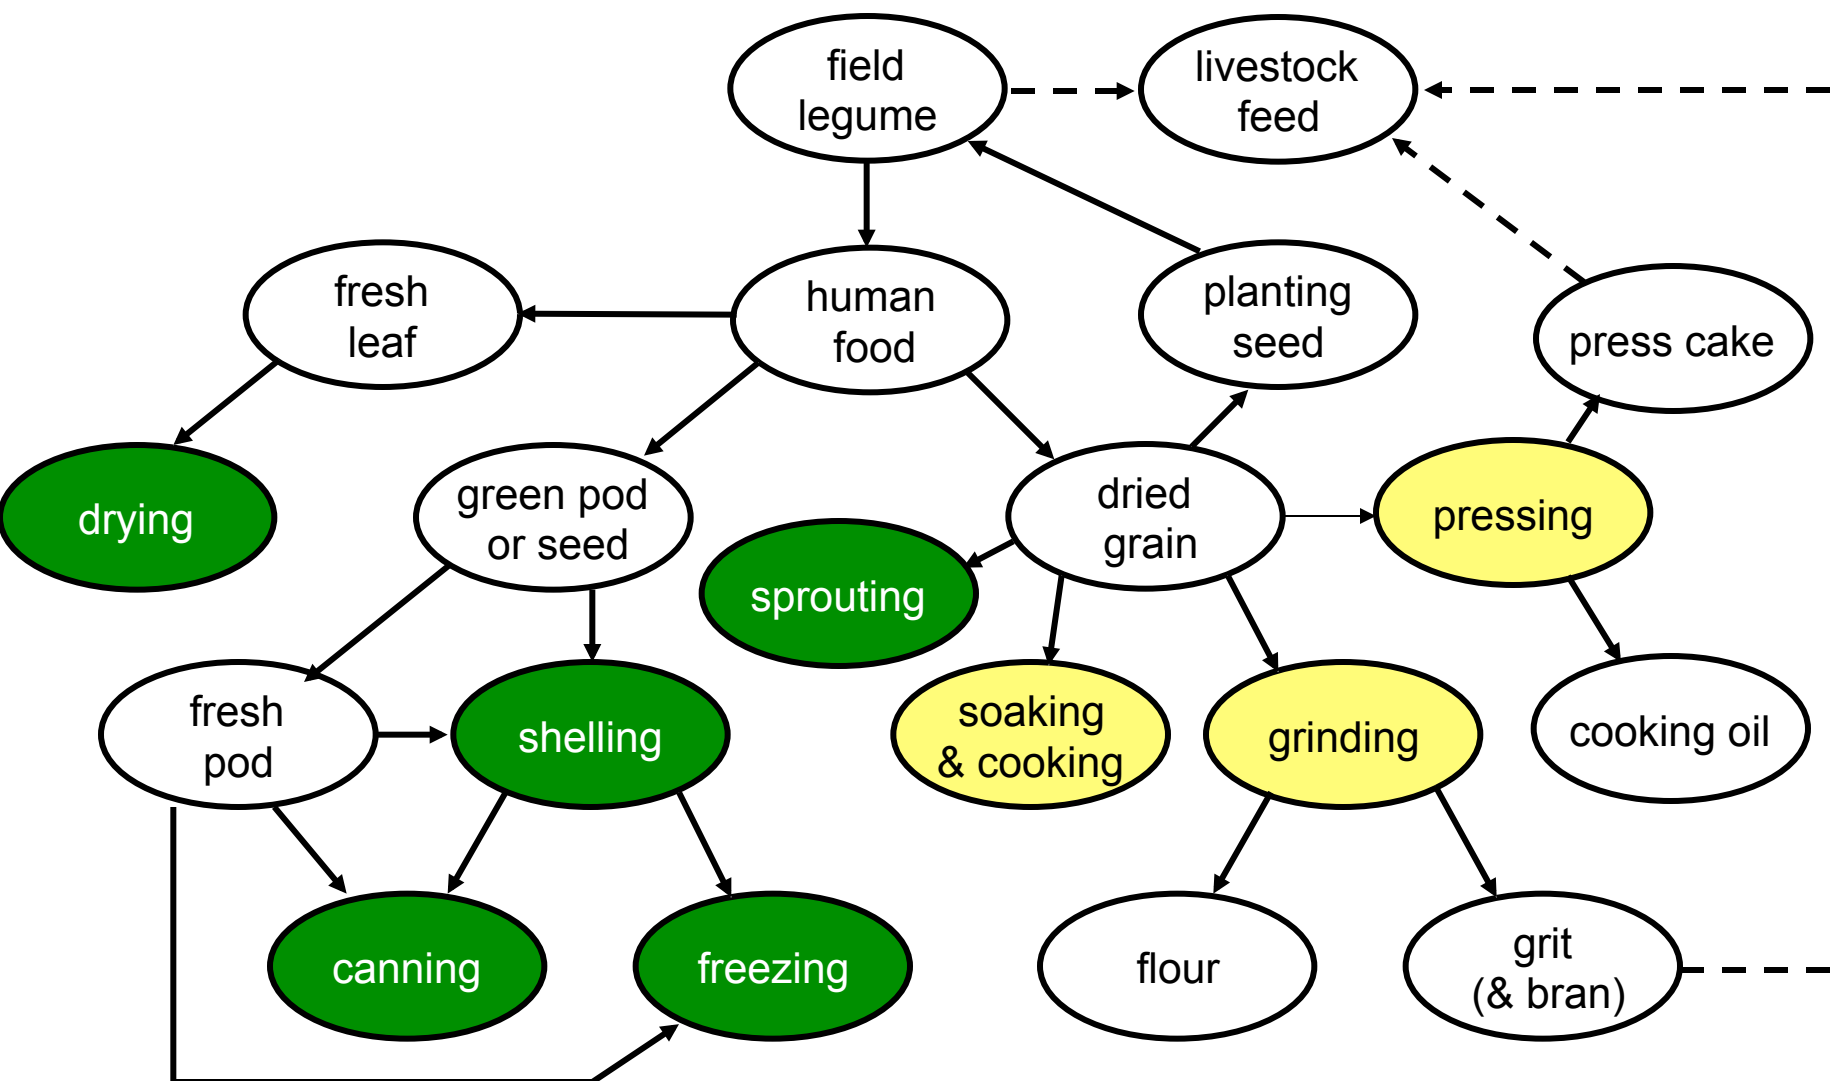 field
legume
livestock
feed
fresh
leaf
human
food
planting
seed
press cake
drying
green pod
or seed
sprouting
dried
grain
pressing
fresh
pod
shelling
soaking
& cooking
grinding
cooking oil
canning
freezing
flour
grit
(& bran)